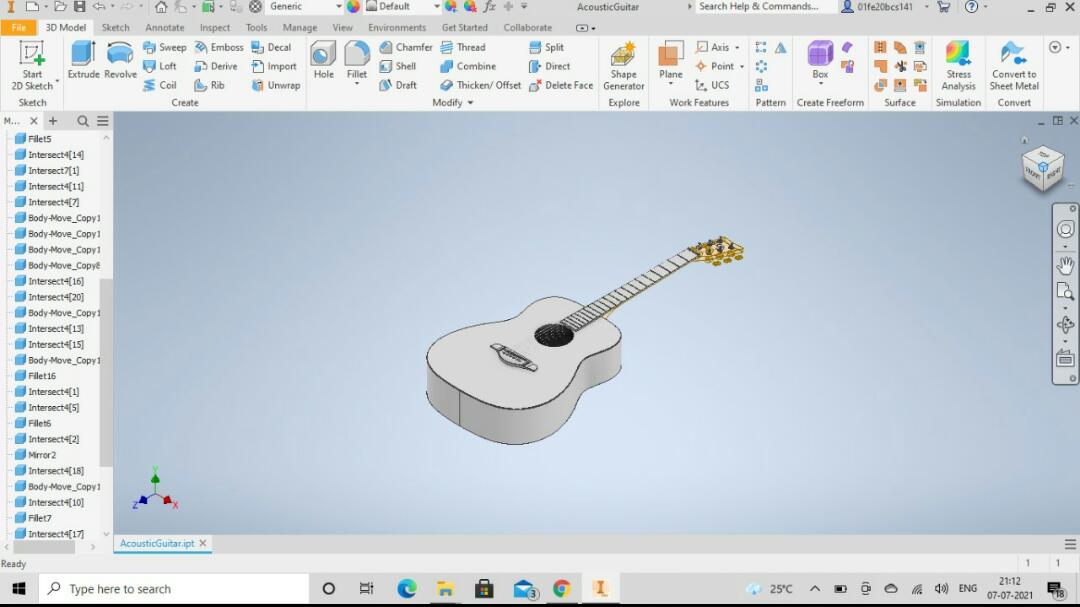 Generic Default fx AcousticGuitar Search Help & Commands... 01fe20bcs141
File 3D Model Sketch Annotate Inspect Tools Manage View Environments Get Started Collaborate
Start 2D Sketch
Extrude Revolve
Sweep Emboss Decal
Loft Derive Import
Coil Rib Unwrap
Hole Fillet
Chamfer Thread Split
Shell Combine Direct
Draft Thicken/ Offset Delete Face
Shape Generator
Plane
Axis
Point
UCS
Box
Stress Analysis
Convert to Sheet Metal
Sketch Create Modify Explore Work Features Pattern Create Freeform Surface Simulation Convert
M... × +
Fillet5
Intersect4[14]
Intersect7[1]
Intersect4[11]
Intersect4[7]
Body-Move_Copy1
Body-Move_Copy1
Body-Move_Copy1
Body-Move_Copy8
Intersect4[16]
Intersect4[20]
Body-Move_Copy1
Intersect4[13]
Intersect4[15]
Body-Move_Copy1
Fillet16
Intersect4[1]
Intersect4[5]
Fillet6
Intersect4[2]
Mirror2
Intersect4[18]
Body-Move_Copy1
Intersect4[10]
Fillet7
Intersect4[17]
Y
Z X
AcousticGuitar.ipt
Ready 1 1
Type here to search
3
25°C ENG
21:12
07-07-2021
18